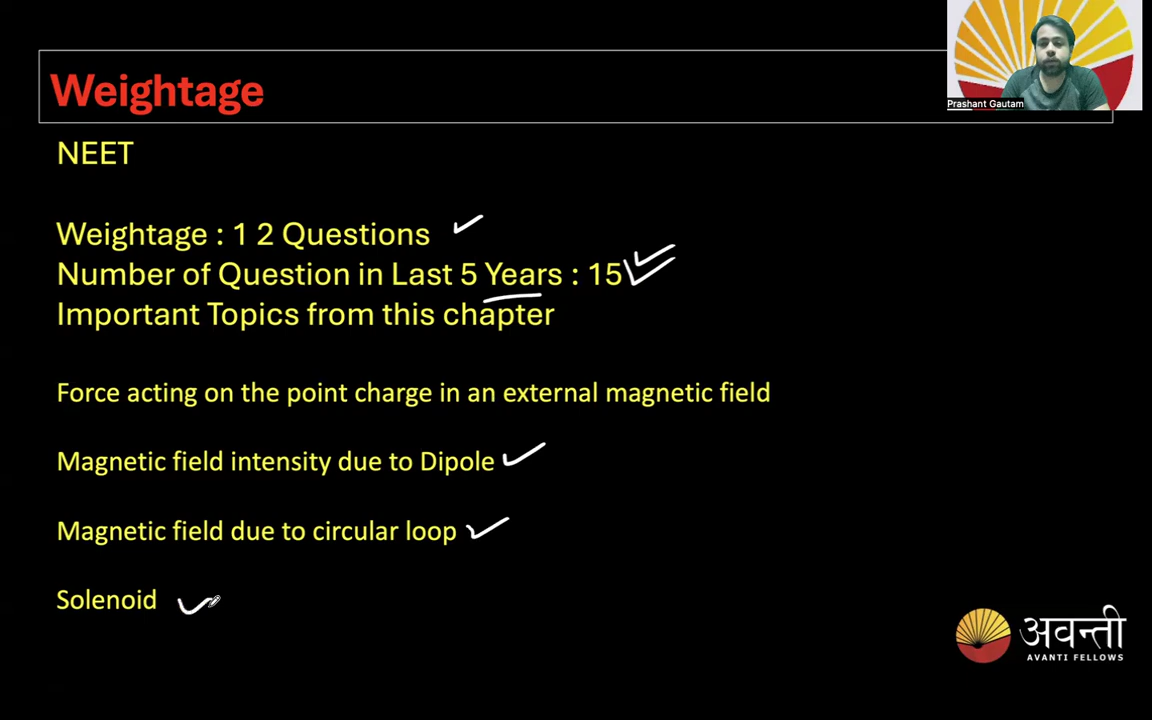 Weightage
Prashant Gautam
NEET
Weightage : 1 2 Questions
Number of Question in Last 5 Years : 15
Important Topics from this chapter
Force acting on the point charge in an external magnetic field
Magnetic field intensity due to Dipole
Magnetic field due to circular loop
Solenoid
अवन्ती
AVANTI FELLOWS